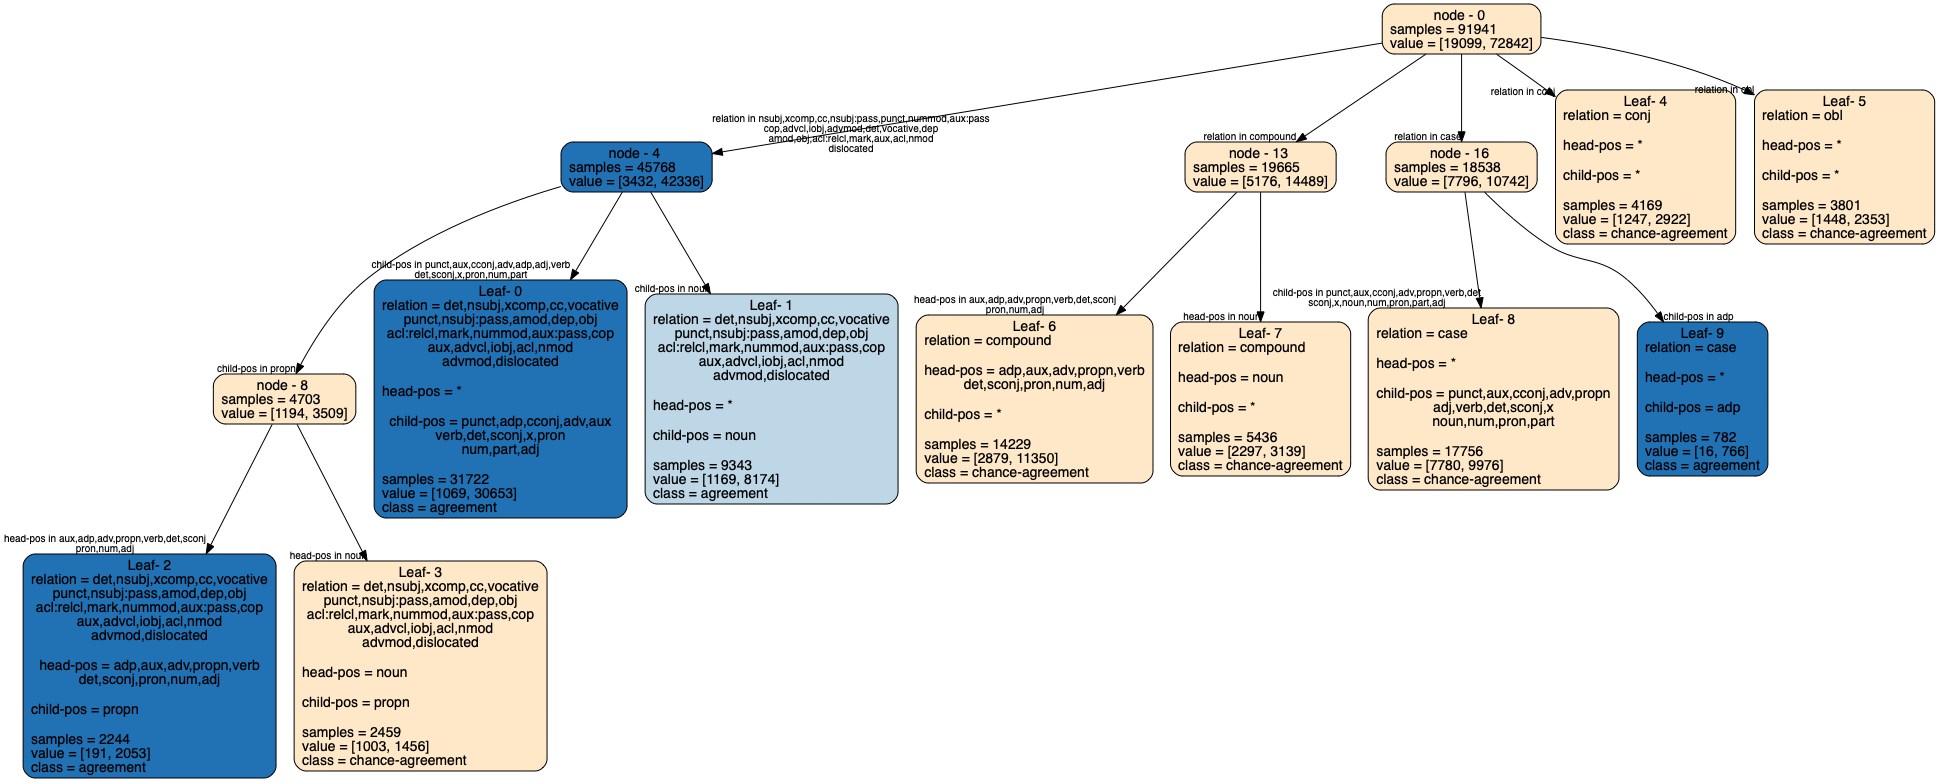 node - 0
samples = 91941
value = [19099, 72842]
relation in nsubj,xcomp,cc,nsubj:pass,punct,nummod,aux:pass
cop,advcl,iobj,advmod,det,vocative,dep
amod,obj,acl:relcl,mark,aux,acl,nmod
dislocated
relation in compound
relation in case
relation in conj
relation in obl
Leaf- 4
relation = conj
head-pos = *
child-pos = *
samples = 4169
value = [1247, 2922]
class = chance-agreement
Leaf- 5
relation = obl
head-pos = *
child-pos = *
samples = 3801
value = [1448, 2353]
class = chance-agreement
node - 4
samples = 45768
value = [3432, 42336]
node - 13
samples = 19665
value = [5176, 14489]
node - 16
samples = 18538
value = [7796, 10742]
child-pos in propn
child-pos in punct,aux,cconj,adv,adp,adj,verb
det,sconj,x,pron,num,part
child-pos in noun
head-pos in aux,adp,adv,propn,verb,det,sconj
pron,num,adj
head-pos in noun
child-pos in punct,aux,cconj,adv,propn,verb,det
sconj,x,noun,num,pron,part,adj
child-pos in adp
node - 8
samples = 4703
value = [1194, 3509]
Leaf- 0
relation = det,nsubj,xcomp,cc,vocative
punct,nsubj:pass,amod,dep,obj
acl:relcl,mark,nummod,aux:pass,cop
aux,advcl,iobj,acl,nmod
advmod,dislocated
head-pos = *
child-pos = punct,adp,cconj,adv,aux
verb,det,sconj,x,pron
num,part,adj
samples = 31722
value = [1069, 30653]
class = agreement
Leaf- 1
relation = det,nsubj,xcomp,cc,vocative
punct,nsubj:pass,amod,dep,obj
acl:relcl,mark,nummod,aux:pass,cop
aux,advcl,iobj,acl,nmod
advmod,dislocated
head-pos = *
child-pos = noun
samples = 9343
value = [1169, 8174]
class = agreement
Leaf- 6
relation = compound
head-pos = adp,aux,adv,propn,verb
det,sconj,pron,num,adj
child-pos = *
samples = 14229
value = [2879, 11350]
class = chance-agreement
Leaf- 7
relation = compound
head-pos = noun
child-pos = *
samples = 5436
value = [2297, 3139]
class = chance-agreement
Leaf- 8
relation = case
head-pos = *
child-pos = punct,aux,cconj,adv,propn
adj,verb,det,sconj,x
noun,num,pron,part
samples = 17756
value = [7780, 9976]
class = chance-agreement
Leaf- 9
relation = case
head-pos = *
child-pos = adp
samples = 782
value = [16, 766]
class = agreement
head-pos in aux,adp,adv,propn,verb,det,sconj
pron,num,adj
head-pos in noun
Leaf- 2
relation = det,nsubj,xcomp,cc,vocative
punct,nsubj:pass,amod,dep,obj
acl:relcl,mark,nummod,aux:pass,cop
aux,advcl,iobj,acl,nmod
advmod,dislocated
head-pos = adp,aux,adv,propn,verb
det,sconj,pron,num,adj
child-pos = propn
samples = 2244
value = [191, 2053]
class = agreement
Leaf- 3
relation = det,nsubj,xcomp,cc,vocative
punct,nsubj:pass,amod,dep,obj
acl:relcl,mark,nummod,aux:pass,cop
aux,advcl,iobj,acl,nmod
advmod,dislocated
head-pos = noun
child-pos = propn
samples = 2459
value = [1003, 1456]
class = chance-agreement